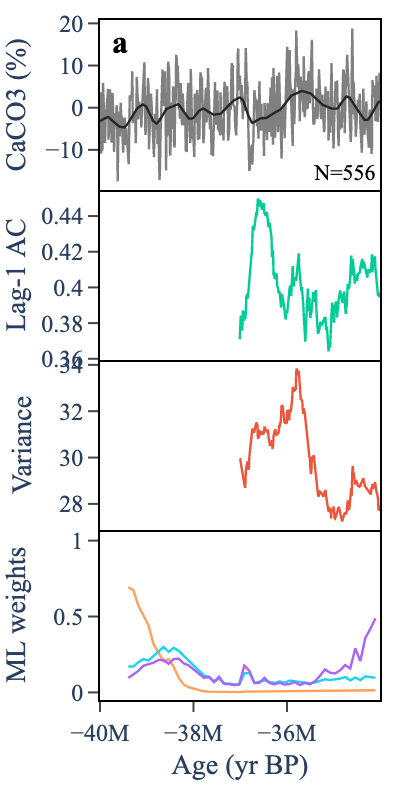 a
CaCO3 (%)
20
10
0
−10
N=556
Lag-1 AC
0.44
0.42
0.4
0.38
0.36
Variance
34
32
30
28
ML weights
1
0.5
0
−40M
−38M
−36M
Age (yr BP)